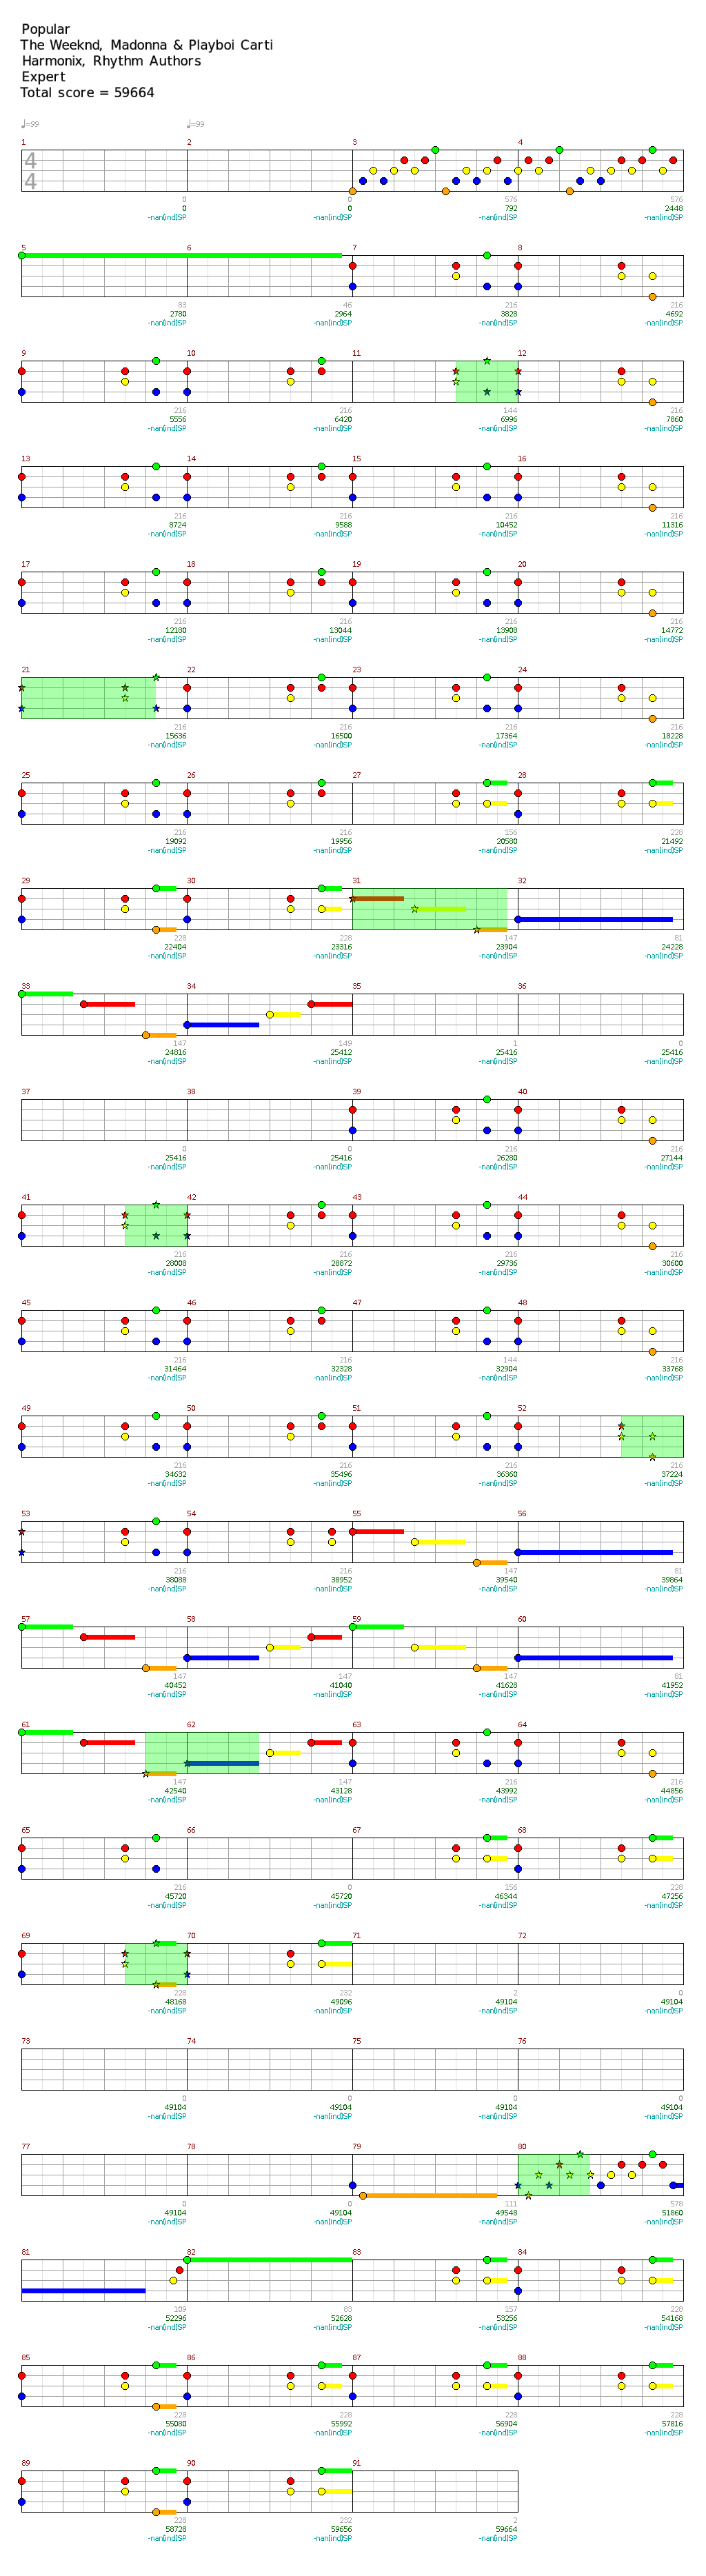 Popular
The Weeknd, Madonna & Playboi Carti
Harmonix, Rhythm Authors
Expert
Total score = 59664
♩=99 ♩=99
1 2 3 4
4
4
0 0 576 576
0 0 792 2448
-nan(ind)SP -nan(ind)SP -nan(ind)SP -nan(ind)SP
5 6 7 8
83 46 216 216
2780 2964 3828 4692
-nan(ind)SP -nan(ind)SP -nan(ind)SP -nan(ind)SP
9 10 11 12
216 216 144 216
5556 6420 6996 7860
-nan(ind)SP -nan(ind)SP -nan(ind)SP -nan(ind)SP
13 14 15 16
216 216 216 216
8724 9588 10452 11316
-nan(ind)SP -nan(ind)SP -nan(ind)SP -nan(ind)SP
17 18 19 20
216 216 216 216
12180 13044 13908 14772
-nan(ind)SP -nan(ind)SP -nan(ind)SP -nan(ind)SP
21 22 23 24
216 216 216 216
15636 16500 17364 18228
-nan(ind)SP -nan(ind)SP -nan(ind)SP -nan(ind)SP
25 26 27 28
216 216 156 228
19092 19956 20580 21492
-nan(ind)SP -nan(ind)SP -nan(ind)SP -nan(ind)SP
29 30 31 32
228 228 147 81
22404 23316 23904 24228
-nan(ind)SP -nan(ind)SP -nan(ind)SP -nan(ind)SP
33 34 35 36
147 149 1 0
24816 25412 25416 25416
-nan(ind)SP -nan(ind)SP -nan(ind)SP -nan(ind)SP
37 38 39 40
0 0 216 216
25416 25416 26280 27144
-nan(ind)SP -nan(ind)SP -nan(ind)SP -nan(ind)SP
41 42 43 44
216 216 216 216
28008 28872 29736 30600
-nan(ind)SP -nan(ind)SP -nan(ind)SP -nan(ind)SP
45 46 47 48
216 216 144 216
31464 32328 32904 33768
-nan(ind)SP -nan(ind)SP -nan(ind)SP -nan(ind)SP
49 50 51 52
216 216 216 216
34632 35496 36360 37224
-nan(ind)SP -nan(ind)SP -nan(ind)SP -nan(ind)SP
53 54 55 56
216 216 147 81
38088 38952 39540 39864
-nan(ind)SP -nan(ind)SP -nan(ind)SP -nan(ind)SP
57 58 59 60
147 147 147 81
40452 41040 41628 41952
-nan(ind)SP -nan(ind)SP -nan(ind)SP -nan(ind)SP
61 62 63 64
147 147 216 216
42540 43128 43992 44856
-nan(ind)SP -nan(ind)SP -nan(ind)SP -nan(ind)SP
65 66 67 68
216 0 156 228
45720 45720 46344 47256
-nan(ind)SP -nan(ind)SP -nan(ind)SP -nan(ind)SP
69 70 71 72
228 232 2 0
48168 49096 49104 49104
-nan(ind)SP -nan(ind)SP -nan(ind)SP -nan(ind)SP
73 74 75 76
0 0 0 0
49104 49104 49104 49104
-nan(ind)SP -nan(ind)SP -nan(ind)SP -nan(ind)SP
77 78 79 80
0 0 111 578
49104 49104 49548 51860
-nan(ind)SP -nan(ind)SP -nan(ind)SP -nan(ind)SP
81 82 83 84
109 83 157 228
52296 52628 53256 54168
-nan(ind)SP -nan(ind)SP -nan(ind)SP -nan(ind)SP
85 86 87 88
228 228 228 228
55080 55992 56904 57816
-nan(ind)SP -nan(ind)SP -nan(ind)SP -nan(ind)SP
89 90 91
228 232 2
58728 59656 59664
-nan(ind)SP -nan(ind)SP -nan(ind)SP